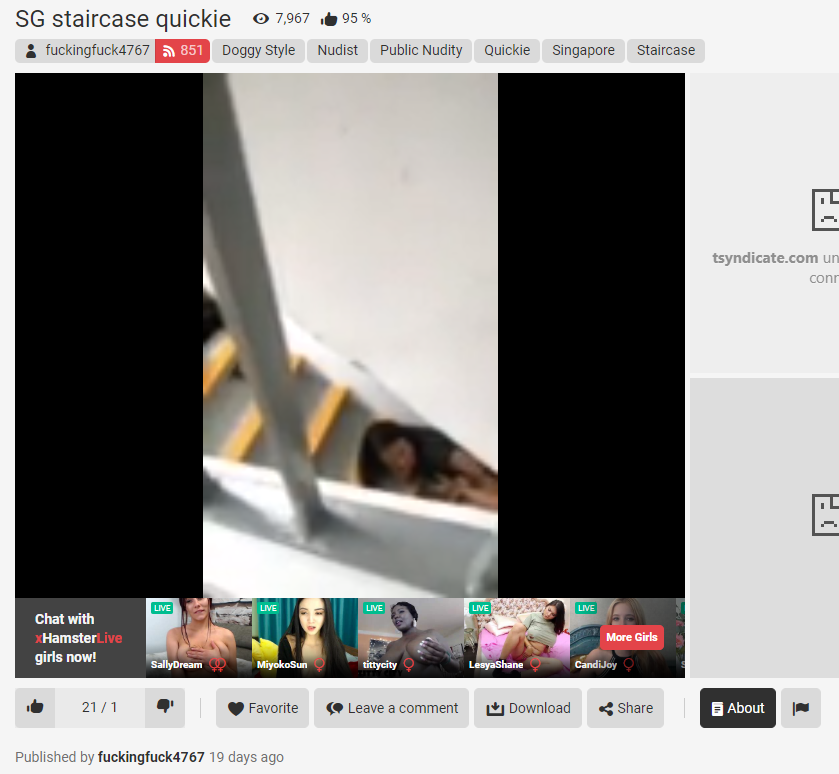 SG staircase quickie 7,967 95 %
fuckingfuck4767 851 Doggy Style Nudist Public Nudity Quickie Singapore Staircase
tsyndicate.com un
conn
Chat with
xHamsterLive
girls now!
LIVE LIVE LIVE LIVE LIVE
More Girls
SallyDream MiyokoSun tittycity LesyaShane CandiJoy S
21 / 1 Favorite Leave a comment Download Share About
Published by fuckingfuck4767 19 days ago